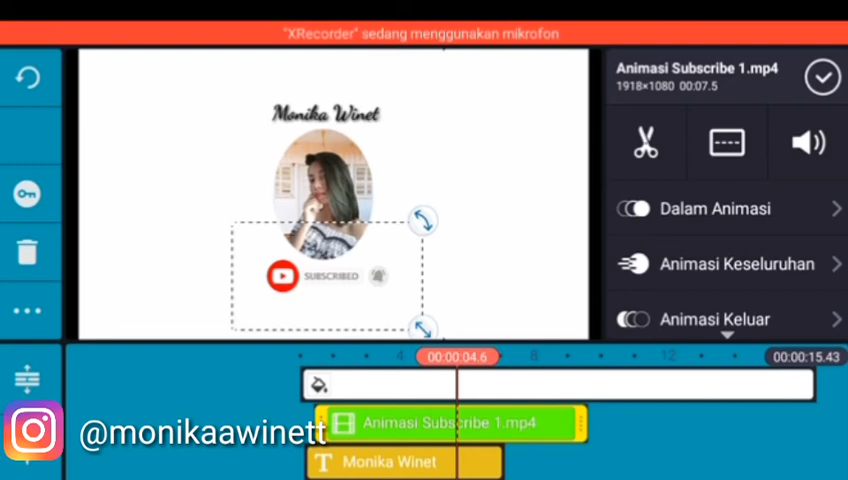 "XRecorder" sedang menggunakan mikrofon
Animasi Subscribe 1.mp4
1918×1080 00:07.5
Monika Winet
SUBSCRIBED
Dalam Animasi
Animasi Keseluruhan
Animasi Keluar
4
00:00:04.6
8
12
00:00:15.43
Animasi Subscribe 1.mp4
@monikaawinett
T Monika Winet